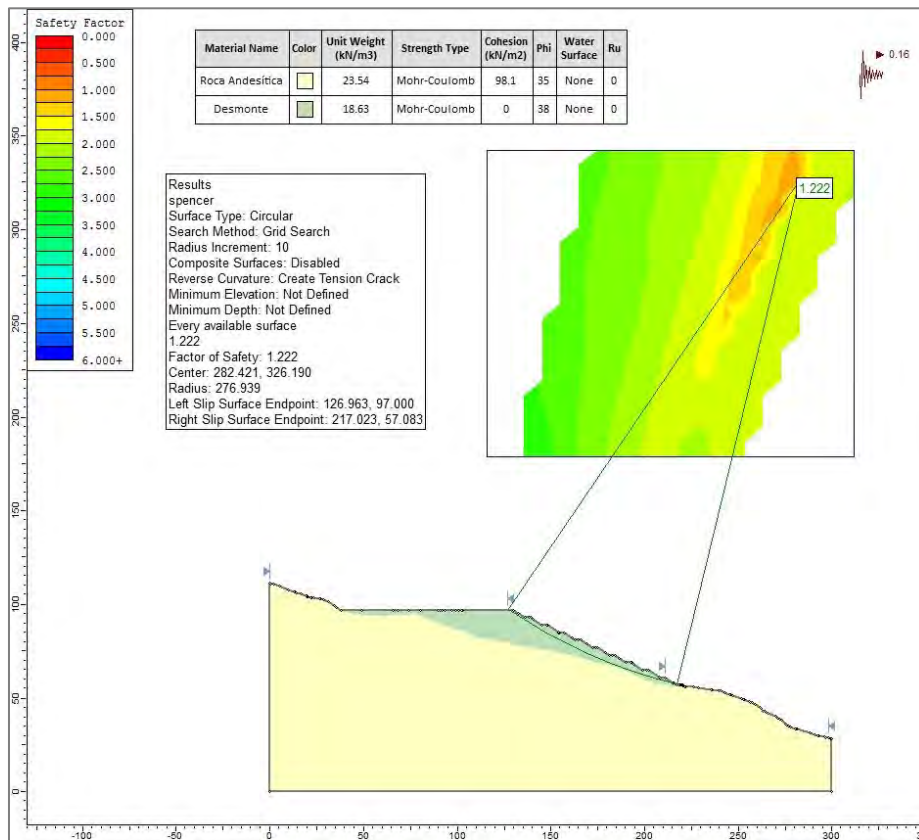 Safety Factor
0.000
0.500
1.000
1.500
2.000
2.500
3.000
3.500
4.000
4.500
5.000
5.500
6.000+
Material Name Color Unit Weight (kN/m3) Strength Type Cohesion (kN/m2) Phi Water Surface Ru
Roca Andesítica 23.54 Mohr-Coulomb 98.1 35 None 0
Desmonte 18.63 Mohr-Coulomb 0 38 None 0
0.16
1.222
Results
spencer
Surface Type: Circular
Search Method: Grid Search
Radius Increment: 10
Composite Surfaces: Disabled
Reverse Curvature: Create Tension Crack
Minimum Elevation: Not Defined
Minimum Depth: Not Defined
Every available surface
1.222
Factor of Safety: 1.222
Center: 282.421, 326.190
Radius: 276.939
Left Slip Surface Endpoint: 126.963, 97.000
Right Slip Surface Endpoint: 217.023, 57.083
400
350
300
250
200
150
100
50
0
-100 -50 0 50 100 150 200 250 300